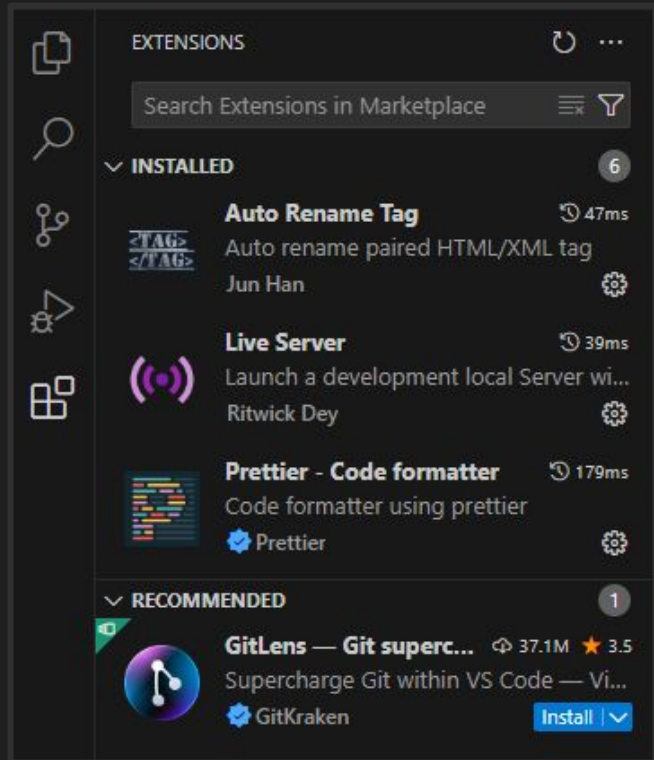 EXTENSIONS
Search Extensions in Marketplace
INSTALLED 6
<TAG>
</TAG>
Auto Rename Tag 47ms
Auto rename paired HTML/XML tag
Jun Han
Live Server 39ms
Launch a development local Server wi...
Ritwick Dey
Prettier - Code formatter 179ms
Code formatter using prettier
Prettier
RECOMMENDED 1
GitLens — Git superc... 37.1M 3.5
Supercharge Git within VS Code — Vi...
GitKraken Install